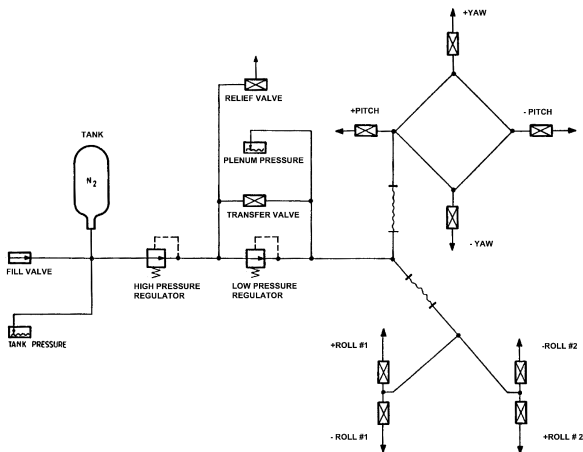 +YAW
RELIEF VALVE
+PITCH
- PITCH
TANK
N2
PLENUM PRESSURE
TRANSFER VALVE
- YAW
FILL VALVE
HIGH PRESSURE
REGULATOR
LOW PRESSURE
REGULATOR
TANK PRESSURE
+ROLL #1
-ROLL #2
- ROLL #1
+ROLL # 2